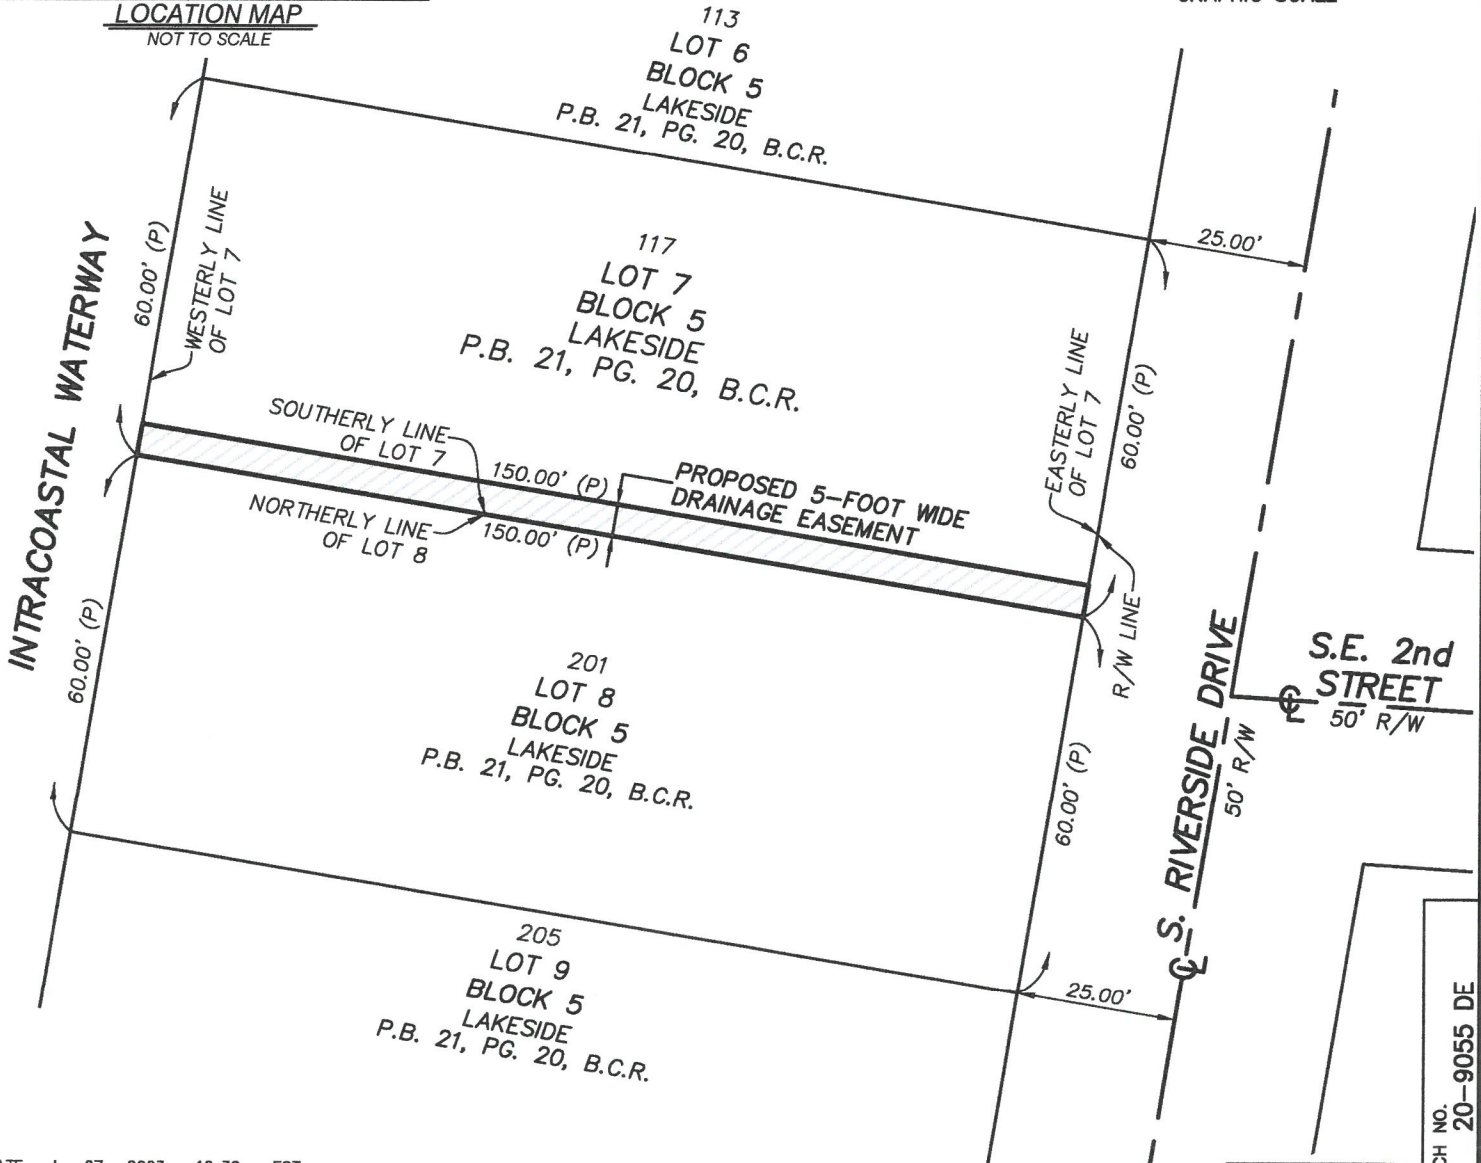 LOCATION MAP
NOT TO SCALE
113
LOT 6
BLOCK 5
LAKESIDE
P.B. 21, PG. 20, B.C.R.
60.00' (P)
WESTERLY LINE
OF LOT 7
INTRACOASTAL WATERWAY
117
LOT 7
BLOCK 5
LAKESIDE
P.B. 21, PG. 20, B.C.R.
25.00'
EASTERLY LINE
OF LOT 7
60.00' (P)
SOUTHERLY LINE
OF LOT 7
150.00' (P)
PROPOSED 5-FOOT WIDE
DRAINAGE EASEMENT
NORTHERLY LINE
OF LOT 8
150.00' (P)
R/W LINE
60.00' (P)
201
LOT 8
BLOCK 5
LAKESIDE
P.B. 21, PG. 20, B.C.R.
60.00' (P)
S. RIVERSIDE DRIVE
50' R/W
S.E. 2nd
STREET
50' R/W
205
LOT 9
BLOCK 5
LAKESIDE
P.B. 21, PG. 20, B.C.R.
25.00'
NO.
20-9055 DE